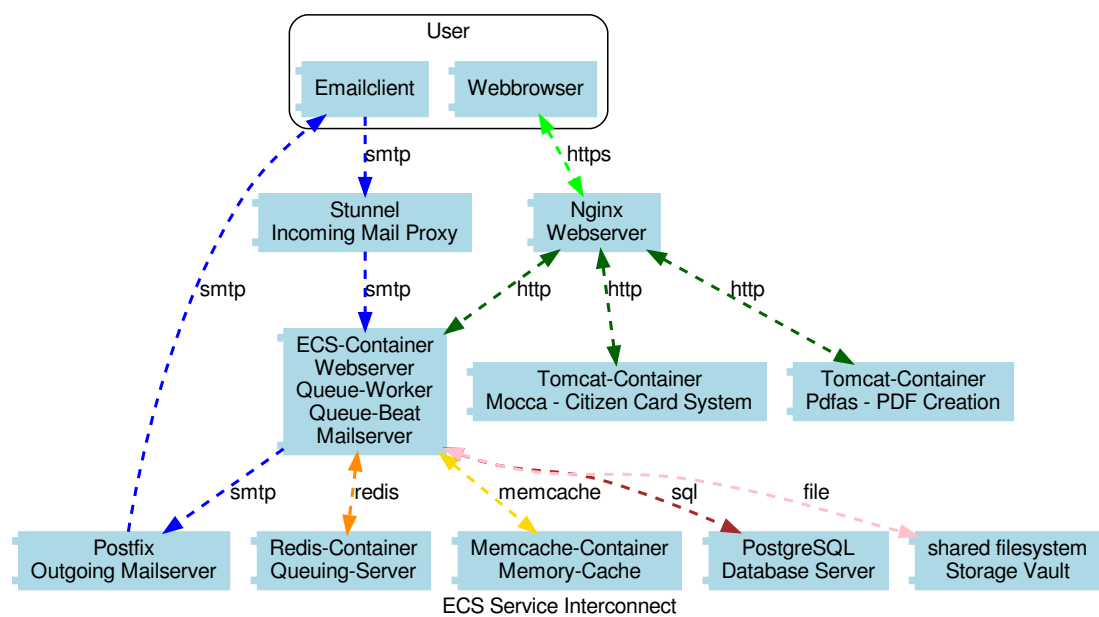 User
Emailclient
Webbrowser
smtp
https
Stunnel
Incoming Mail Proxy
Nginx
Webserver
smtp
smtp
http
http
http
ECS-Container
Webserver
Queue-Worker
Queue-Beat
Mailserver
Tomcat-Container
Mocca - Citizen Card System
Tomcat-Container
Pdfas - PDF Creation
smtp
redis
memcache
sql
file
Postfix
Outgoing Mailserver
Redis-Container
Queuing-Server
Memcache-Container
Memory-Cache
PostgreSQL
Database Server
shared filesystem
Storage Vault
ECS Service Interconnect